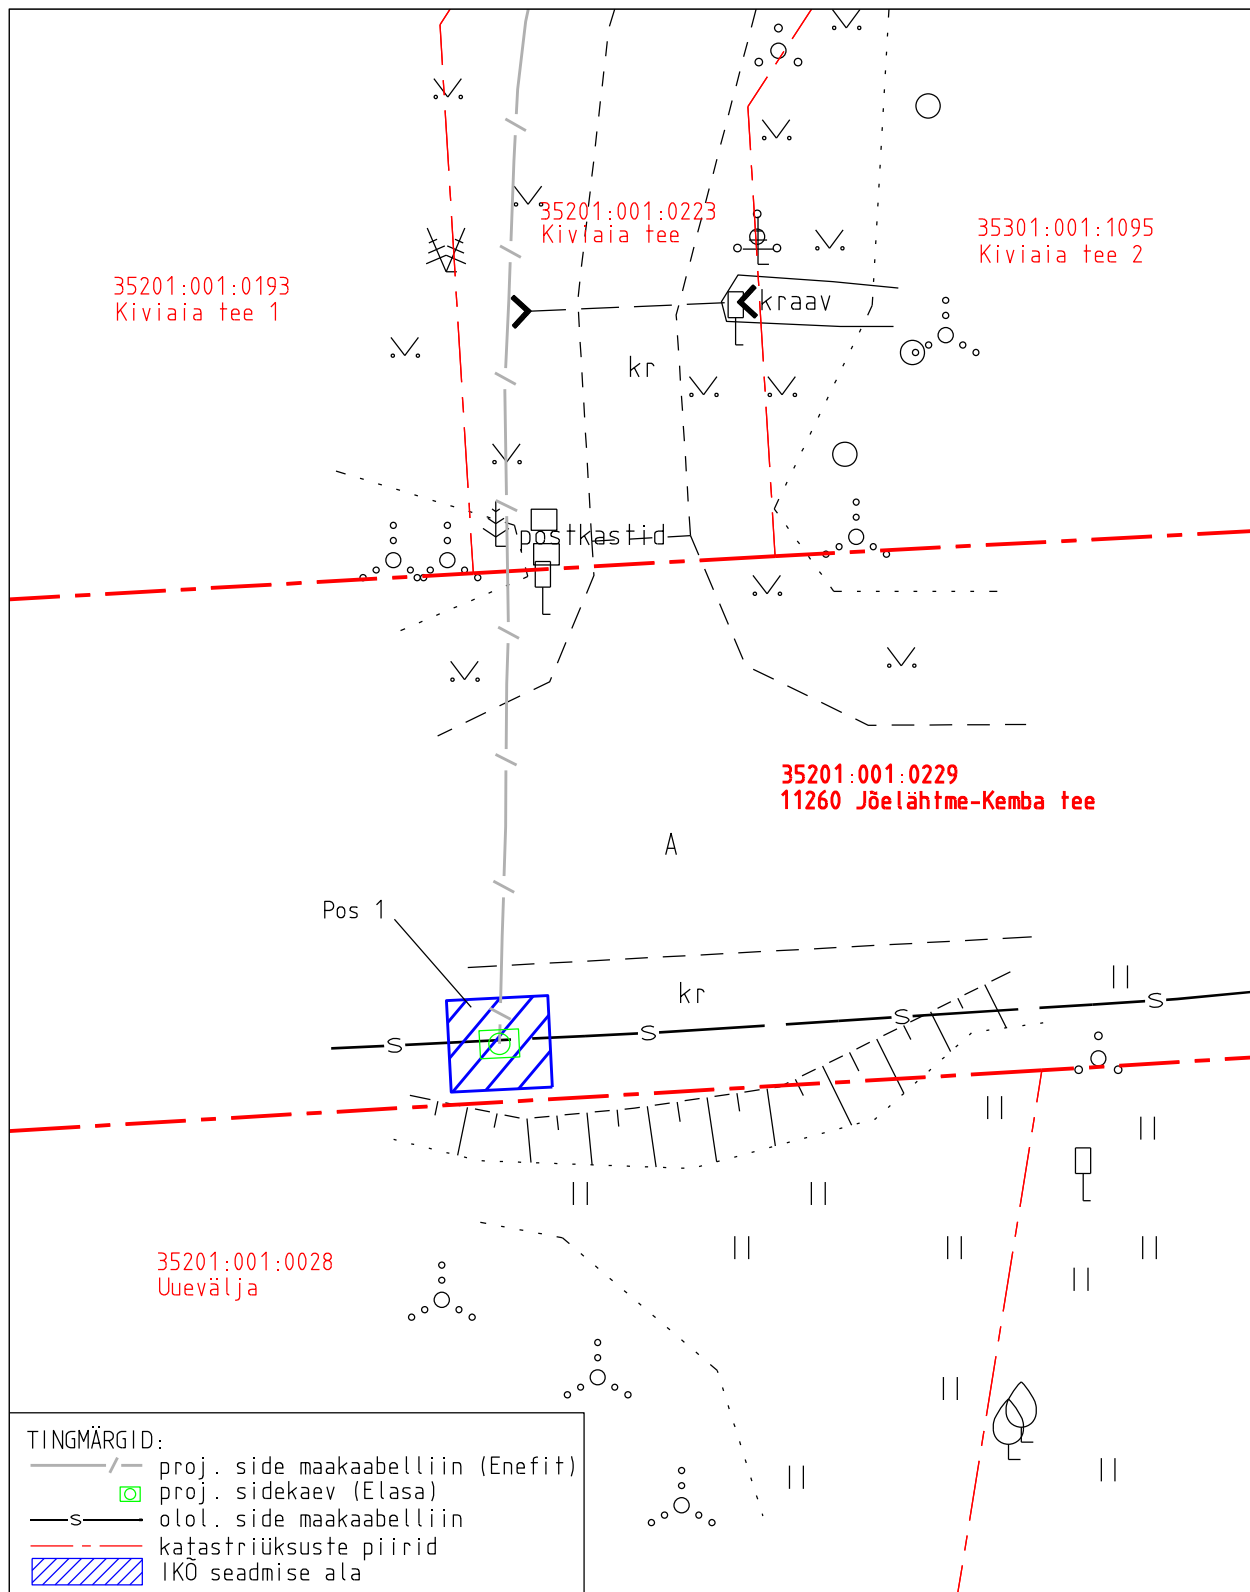 35201:001:0223
Kiviaia tee
35301:001:1095
Kiviaia tee 2
35201:001:0193
Kiviaia tee 1
kraav
kr
postkastid
35201:001:0229
11260 Jõelähtme-Kemba tee
A
Pos 1
kr
S
S
S
S
35201:001:0028
Uuevälja
TINGMÄRGID:
proj. side maakaabelliin (Enefit)
proj. sidekaev (Elasa)
S
olol. side maakaabelliin
katastriüksuste piirid
IKÕ seadmise ala